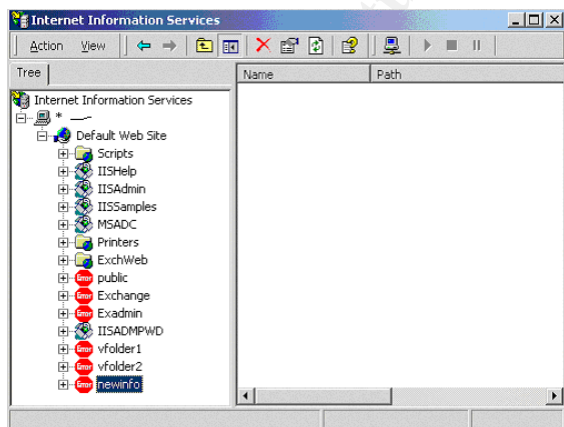 Internet Information Services
Action View
Tree
Name Path
Internet Information Services
*
Default Web Site
Scripts
IISHelp
IISAdmin
IISSamples
MSADC
Printers
ExchWeb
Error public
Error Exchange
Error Exadmin
IISADMPWD
Error vfolder1
Error vfolder2
Error newinfo